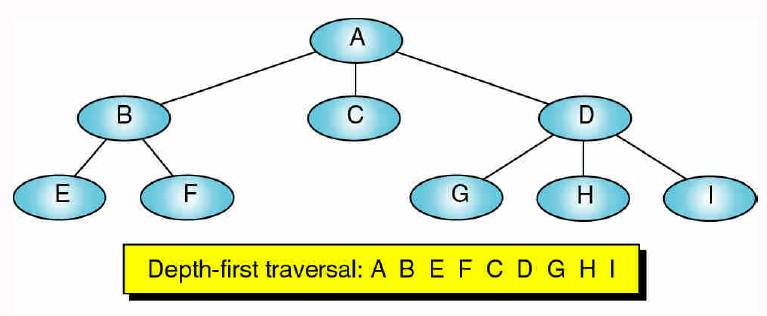 A
B C D
E F G H I
Depth-first traversal: A B E F C D G H I